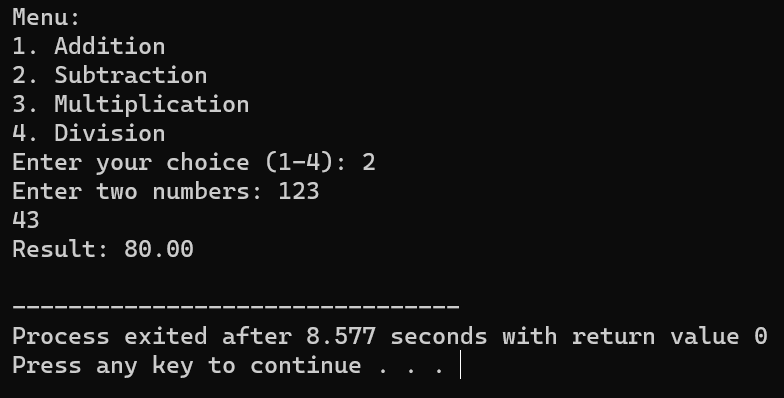 Menu:
1. Addition
2. Subtraction
3. Multiplication
4. Division
Enter your choice (1-4): 2
Enter two numbers: 123
43
Result: 80.00
--------------------------------
Process exited after 8.577 seconds with return value 0
Press any key to continue . . .